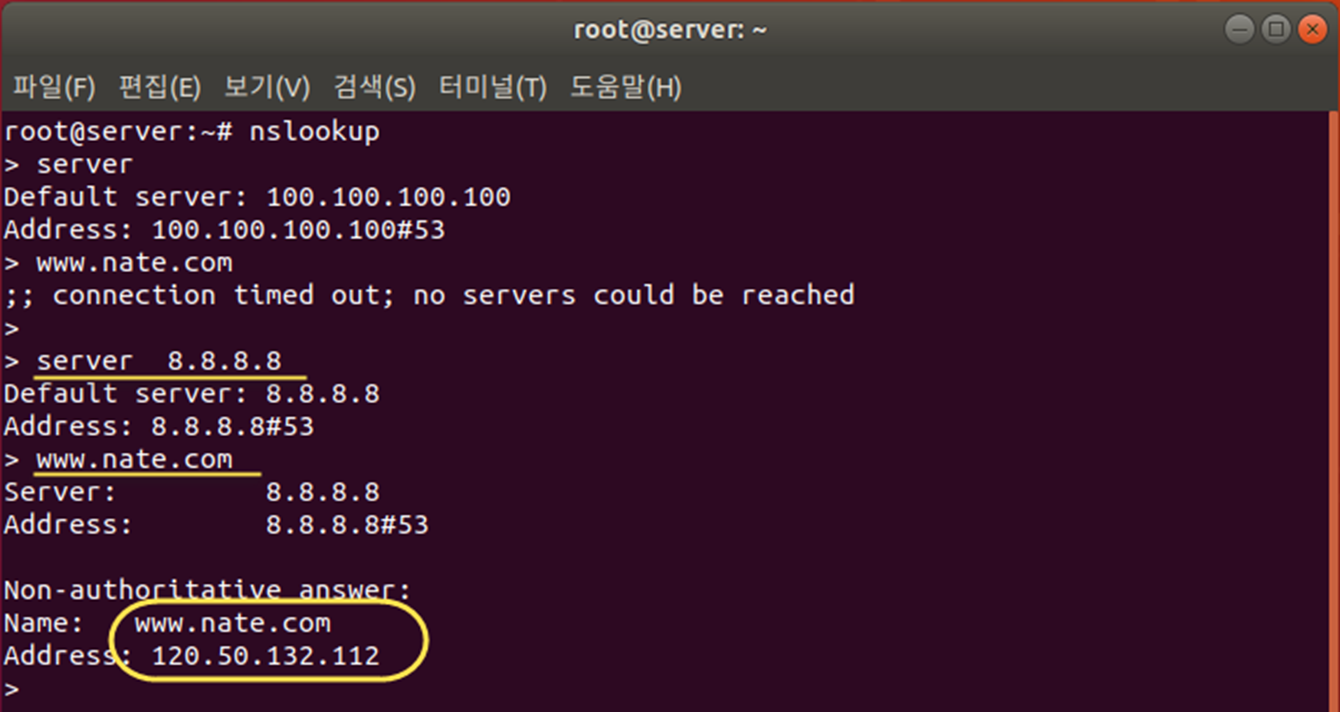 root@server: ~
파일(F) 편집(E) 보기(V) 검색(S) 터미널(T) 도움말(H)
root@server:~# nslookup
> server
Default server: 100.100.100.100
Address: 100.100.100.100#53
> www.nate.com
;; connection timed out; no servers could be reached
>
> server  8.8.8.8
Default server: 8.8.8.8
Address: 8.8.8.8#53
> www.nate.com
Server:         8.8.8.8
Address:        8.8.8.8#53

Non-authoritative answer:
Name:   www.nate.com
Address: 120.50.132.112
>